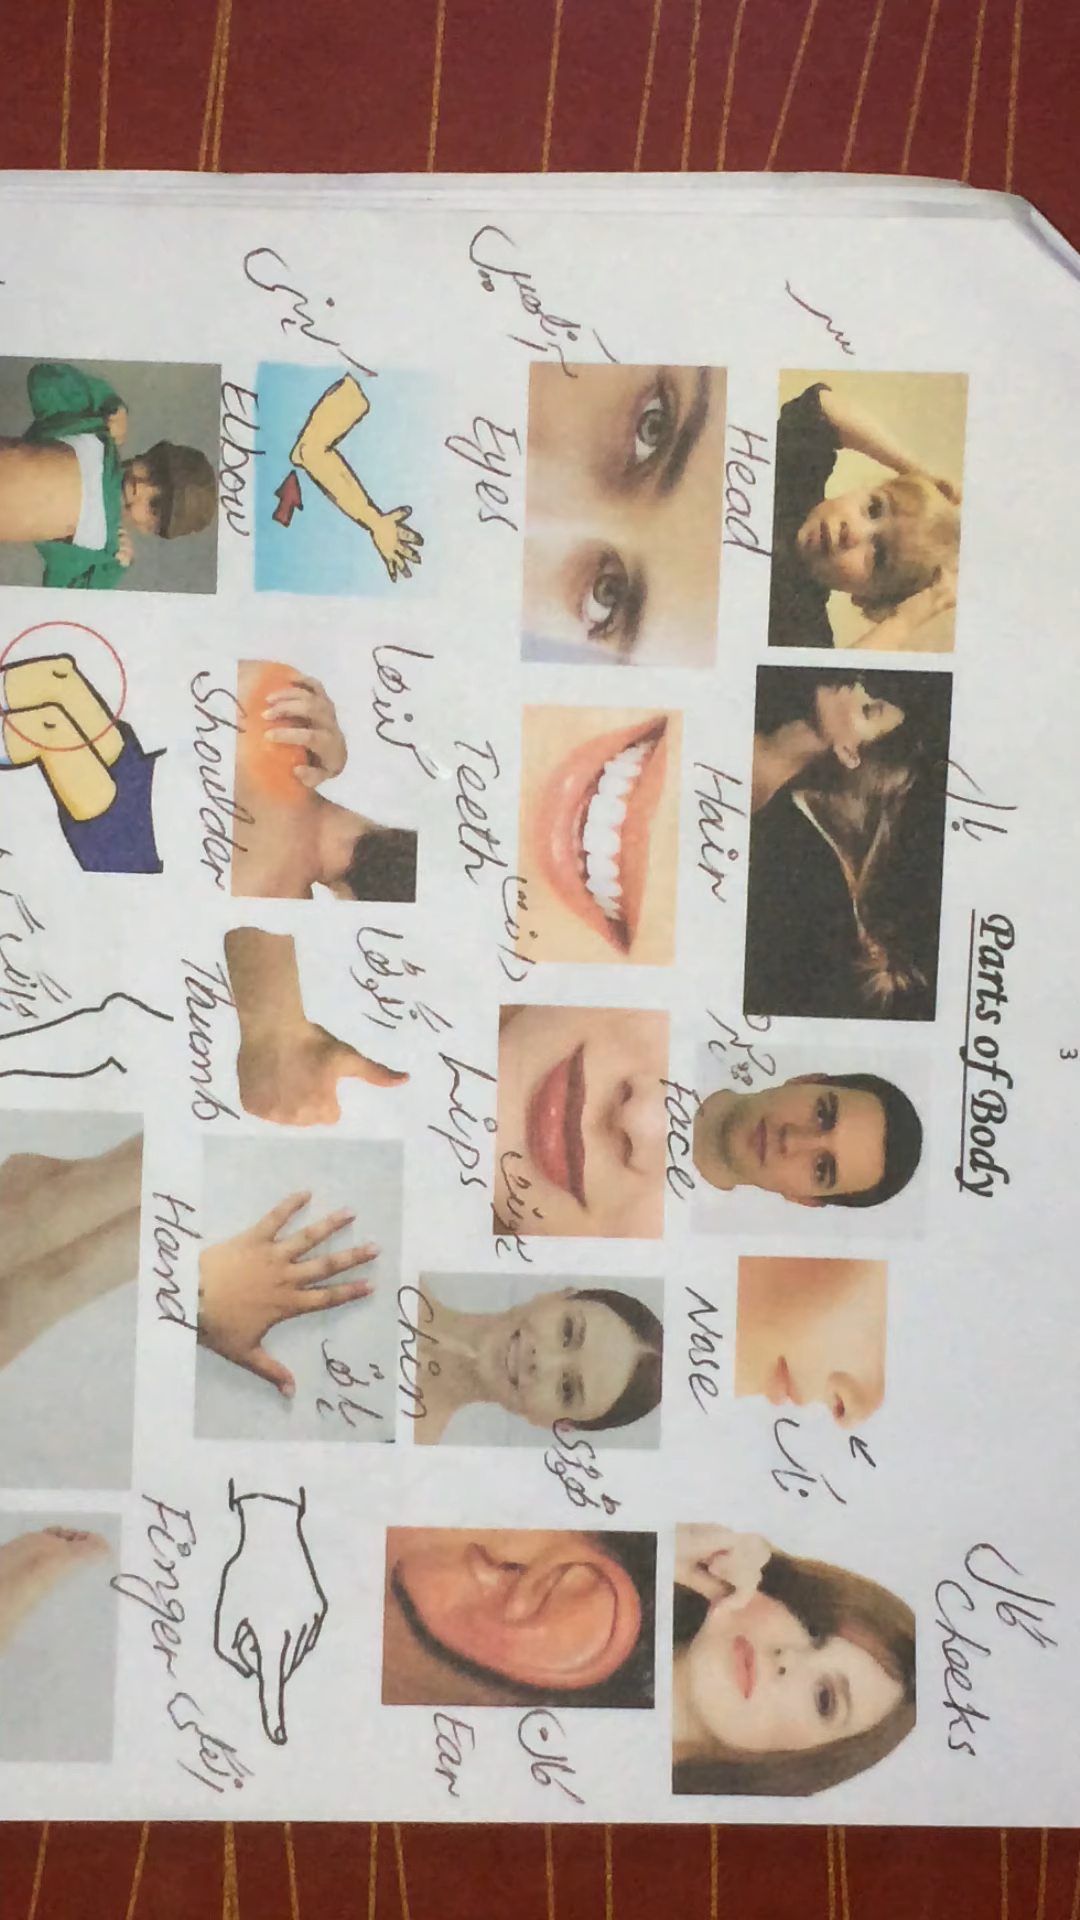 3
Parts of Body
سر
بال
چہرہ
ناک
گال
Cheeks
Head
Hair
Face
Nose
آنکھیں
دانت
ہونٹ
ٹھوڑی
کان
Eyes
Teeth
Lips
Chin
Ear
کہنی
کندھا
انگوٹھا
ہاتھ
انگلی
Elbow
Shouldar
Thumb
Hand
Finger